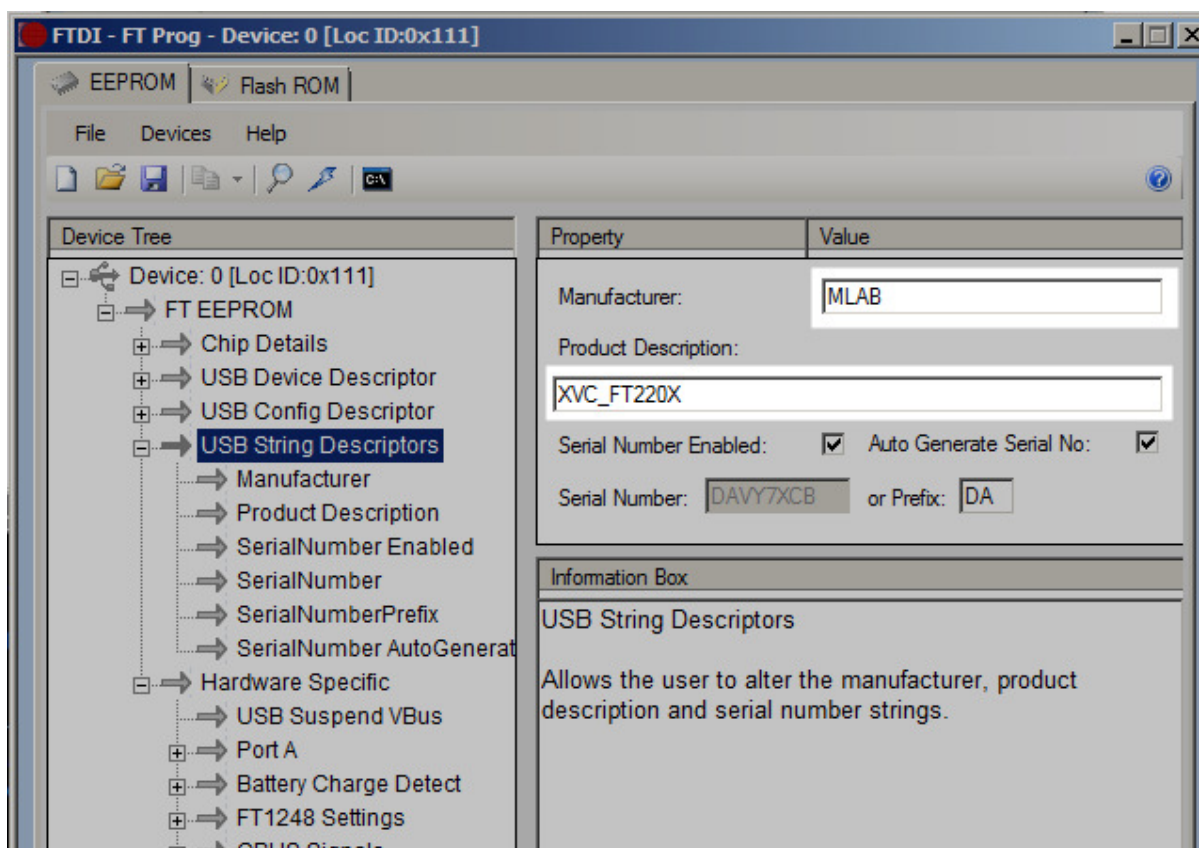 FTDI - FT Prog - Device: 0 [Loc ID:0x111]
EEPROM
Flash ROM
File Devices Help
C:\
Device Tree
Device: 0 [Loc ID:0x111]
FT EEPROM
Chip Details
USB Device Descriptor
USB Config Descriptor
USB String Descriptors
Manufacturer
Product Description
SerialNumber Enabled
SerialNumber
SerialNumberPrefix
SerialNumber AutoGenerat
Hardware Specific
USB Suspend VBus
Port A
Battery Charge Detect
FT1248 Settings
CBUS Signals
Property Value
Manufacturer: MLAB
Product Description:
XVC_FT220X
Serial Number Enabled: Auto Generate Serial No:
Serial Number: DAVY7XCB or Prefix: DA
Information Box
USB String Descriptors
Allows the user to alter the manufacturer, product
description and serial number strings.